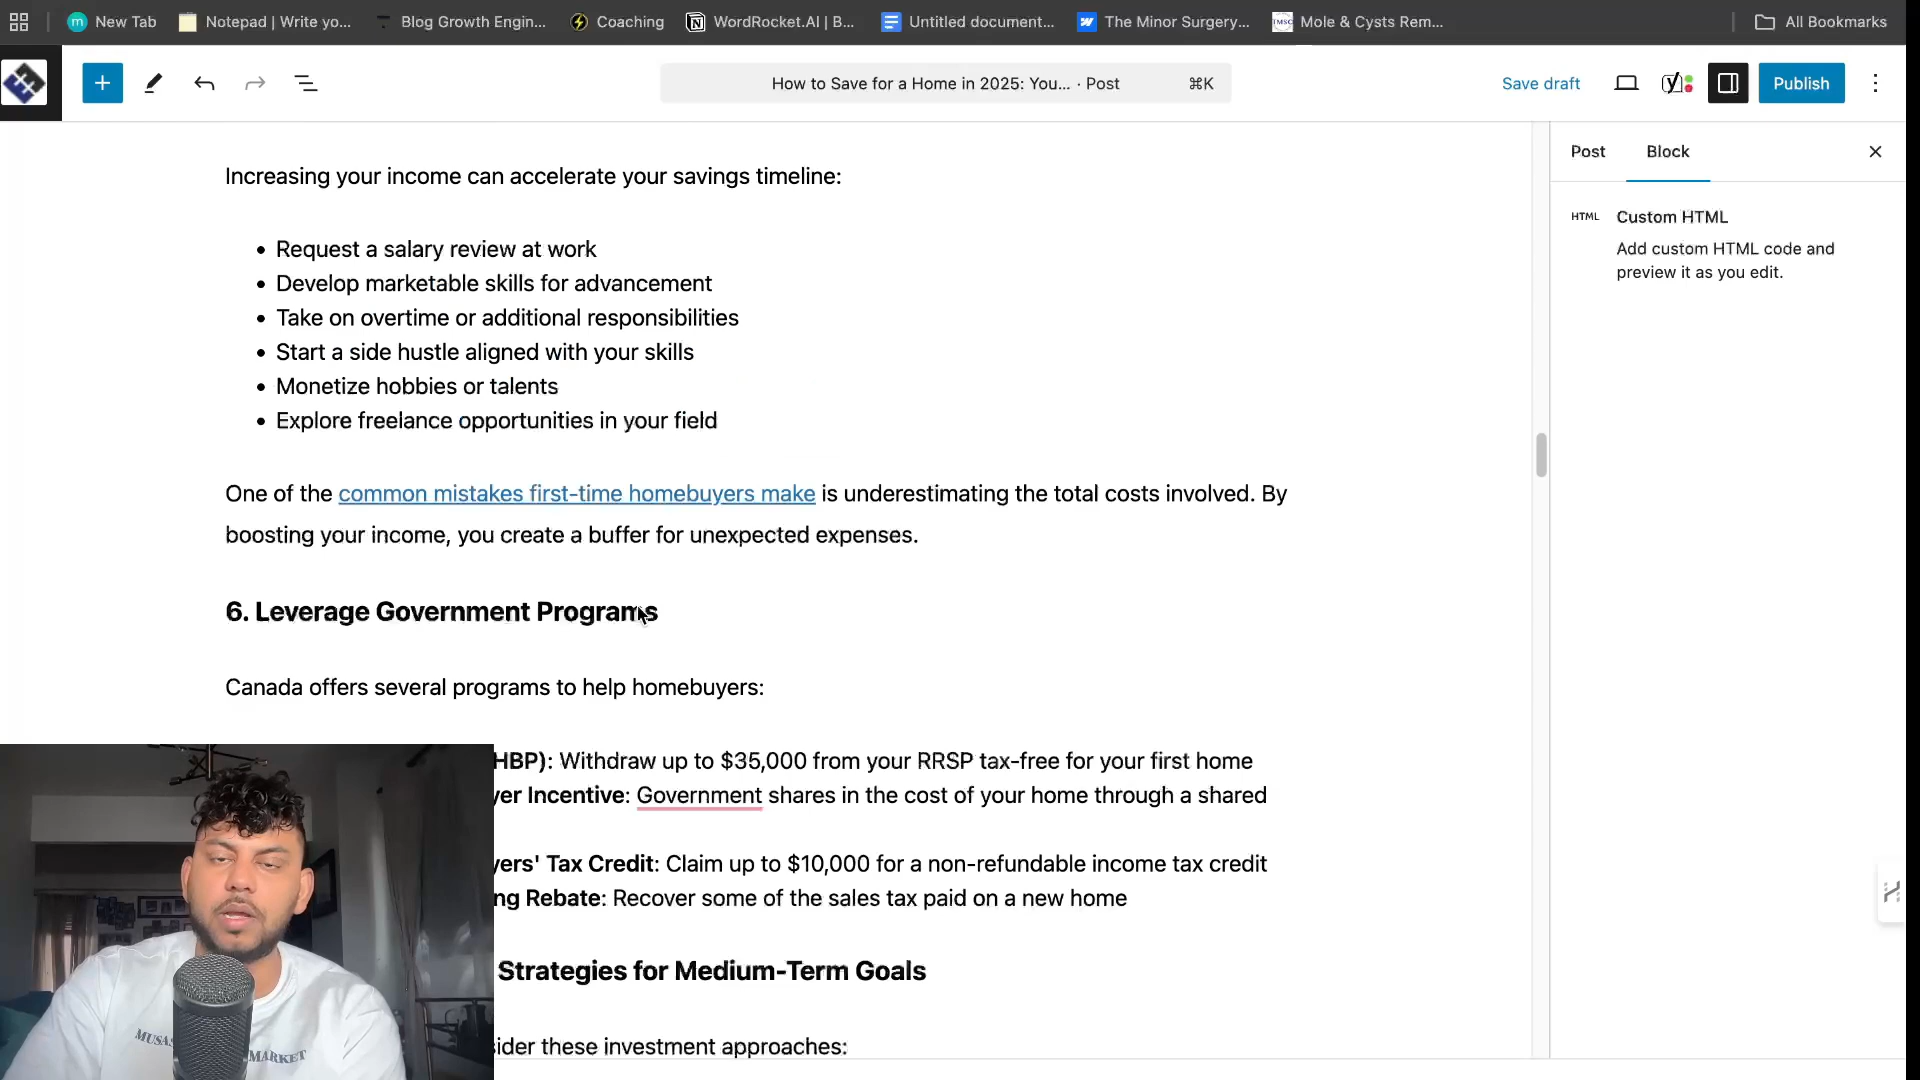 New Tab
Notepad | Write yo...
Blog Growth Engin...
Coaching
WordRocket.AI | B...
Untitled document...
The Minor Surgery...
TMSC
Mole & Cysts Rem...
All Bookmarks
How to Save for a Home in 2025: You... · Post
⌘K
Save draft
Publish
Post
Block
HTML
Custom HTML
Add custom HTML code and
preview it as you edit.
Increasing your income can accelerate your savings timeline:
• Request a salary review at work
• Develop marketable skills for advancement
• Take on overtime or additional responsibilities
• Start a side hustle aligned with your skills
• Monetize hobbies or talents
• Explore freelance opportunities in your field
One of the common mistakes first-time homebuyers make is underestimating the total costs involved. By
boosting your income, you create a buffer for unexpected expenses.
6. Leverage Government Programs
Canada offers several programs to help homebuyers:
HBP): Withdraw up to $35,000 from your RRSP tax-free for your first home
yer Incentive: Government shares in the cost of your home through a shared
yers' Tax Credit: Claim up to $10,000 for a non-refundable income tax credit
ng Rebate: Recover some of the sales tax paid on a new home
Strategies for Medium-Term Goals
sider these investment approaches:
MARKET